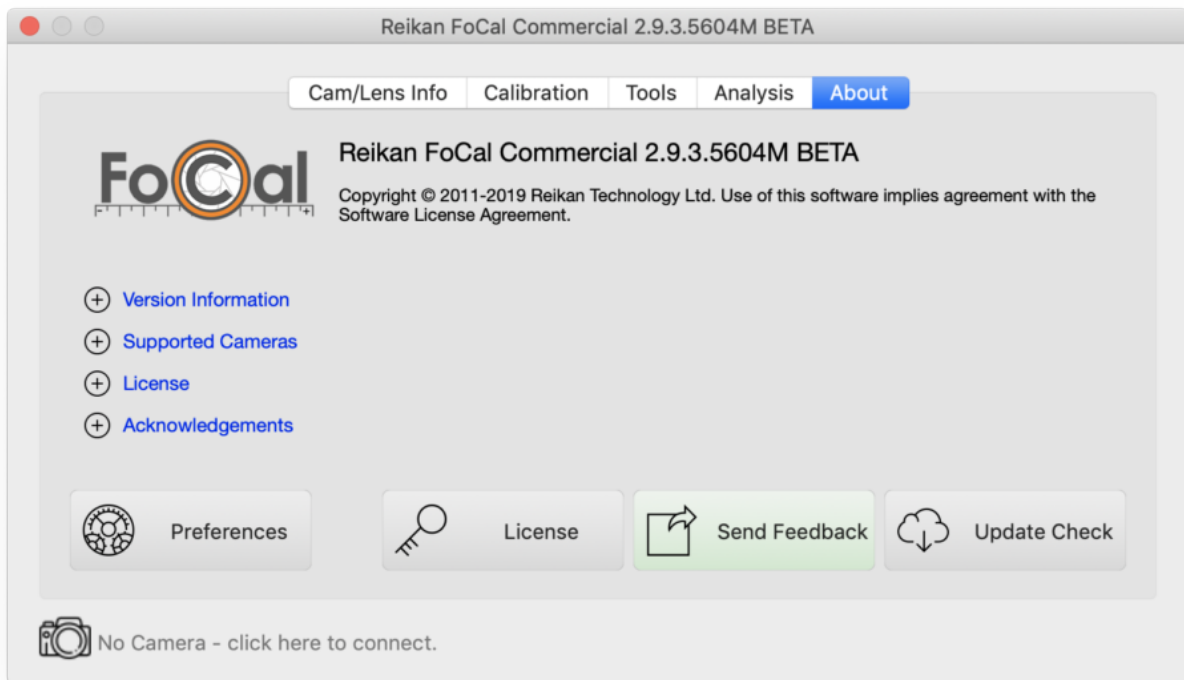 Reikan FoCal Commercial 2.9.3.5604M BETA
Cam/Lens Info Calibration Tools Analysis About
FoCal
Reikan FoCal Commercial 2.9.3.5604M BETA
Copyright © 2011-2019 Reikan Technology Ltd. Use of this software implies agreement with the
Software License Agreement.
Version Information
Supported Cameras
License
Acknowledgements
Preferences License Send Feedback Update Check
No Camera - click here to connect.